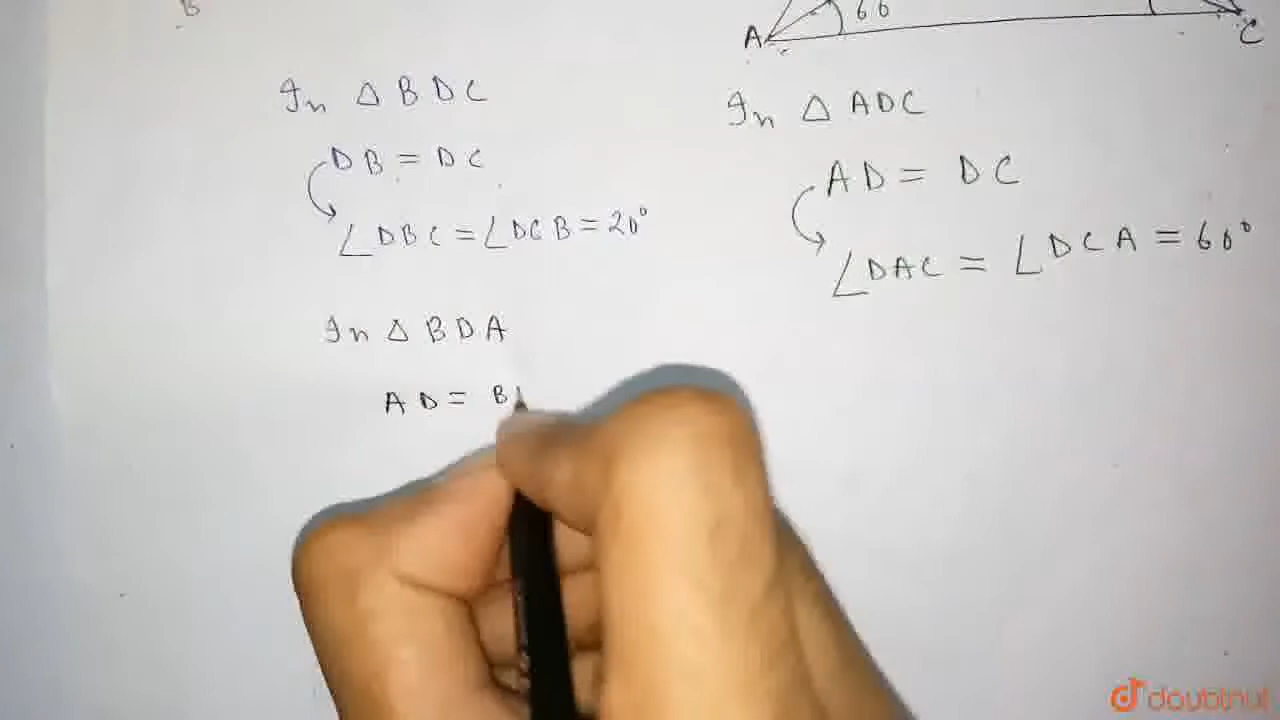 B
A 60 C
In △ BDC
DB = DC
∠DBC = ∠DCB = 20°
In △ ADC
AD = DC
∠DAC = ∠DCA = 60°
In △ BDA
AD = B
doubtnut